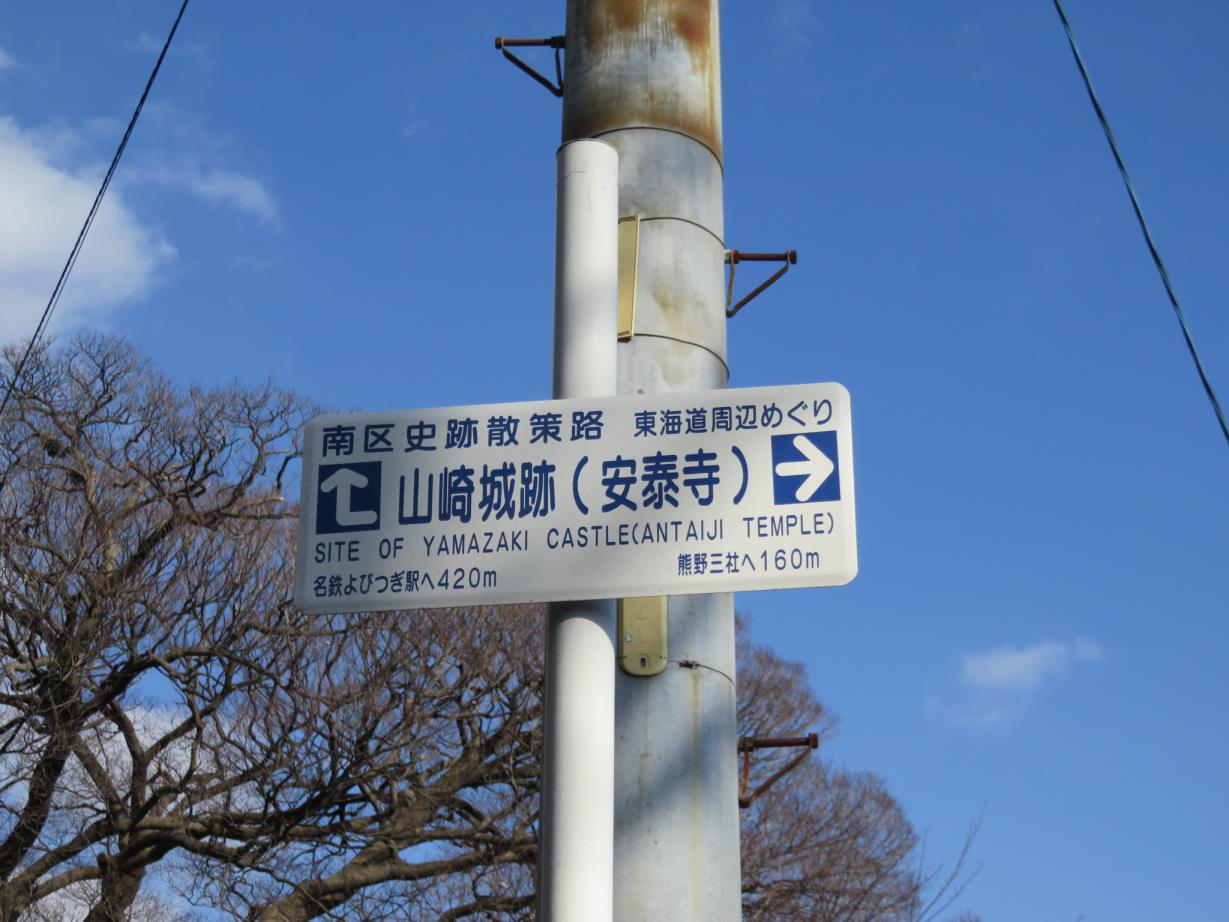 南区史跡散策路 東海道周辺めぐり
山崎城跡(安泰寺)
SITE OF YAMAZAKI CASTLE(ANTAIJI TEMPLE)
名鉄よびつぎ駅へ420m 熊野三社へ160m